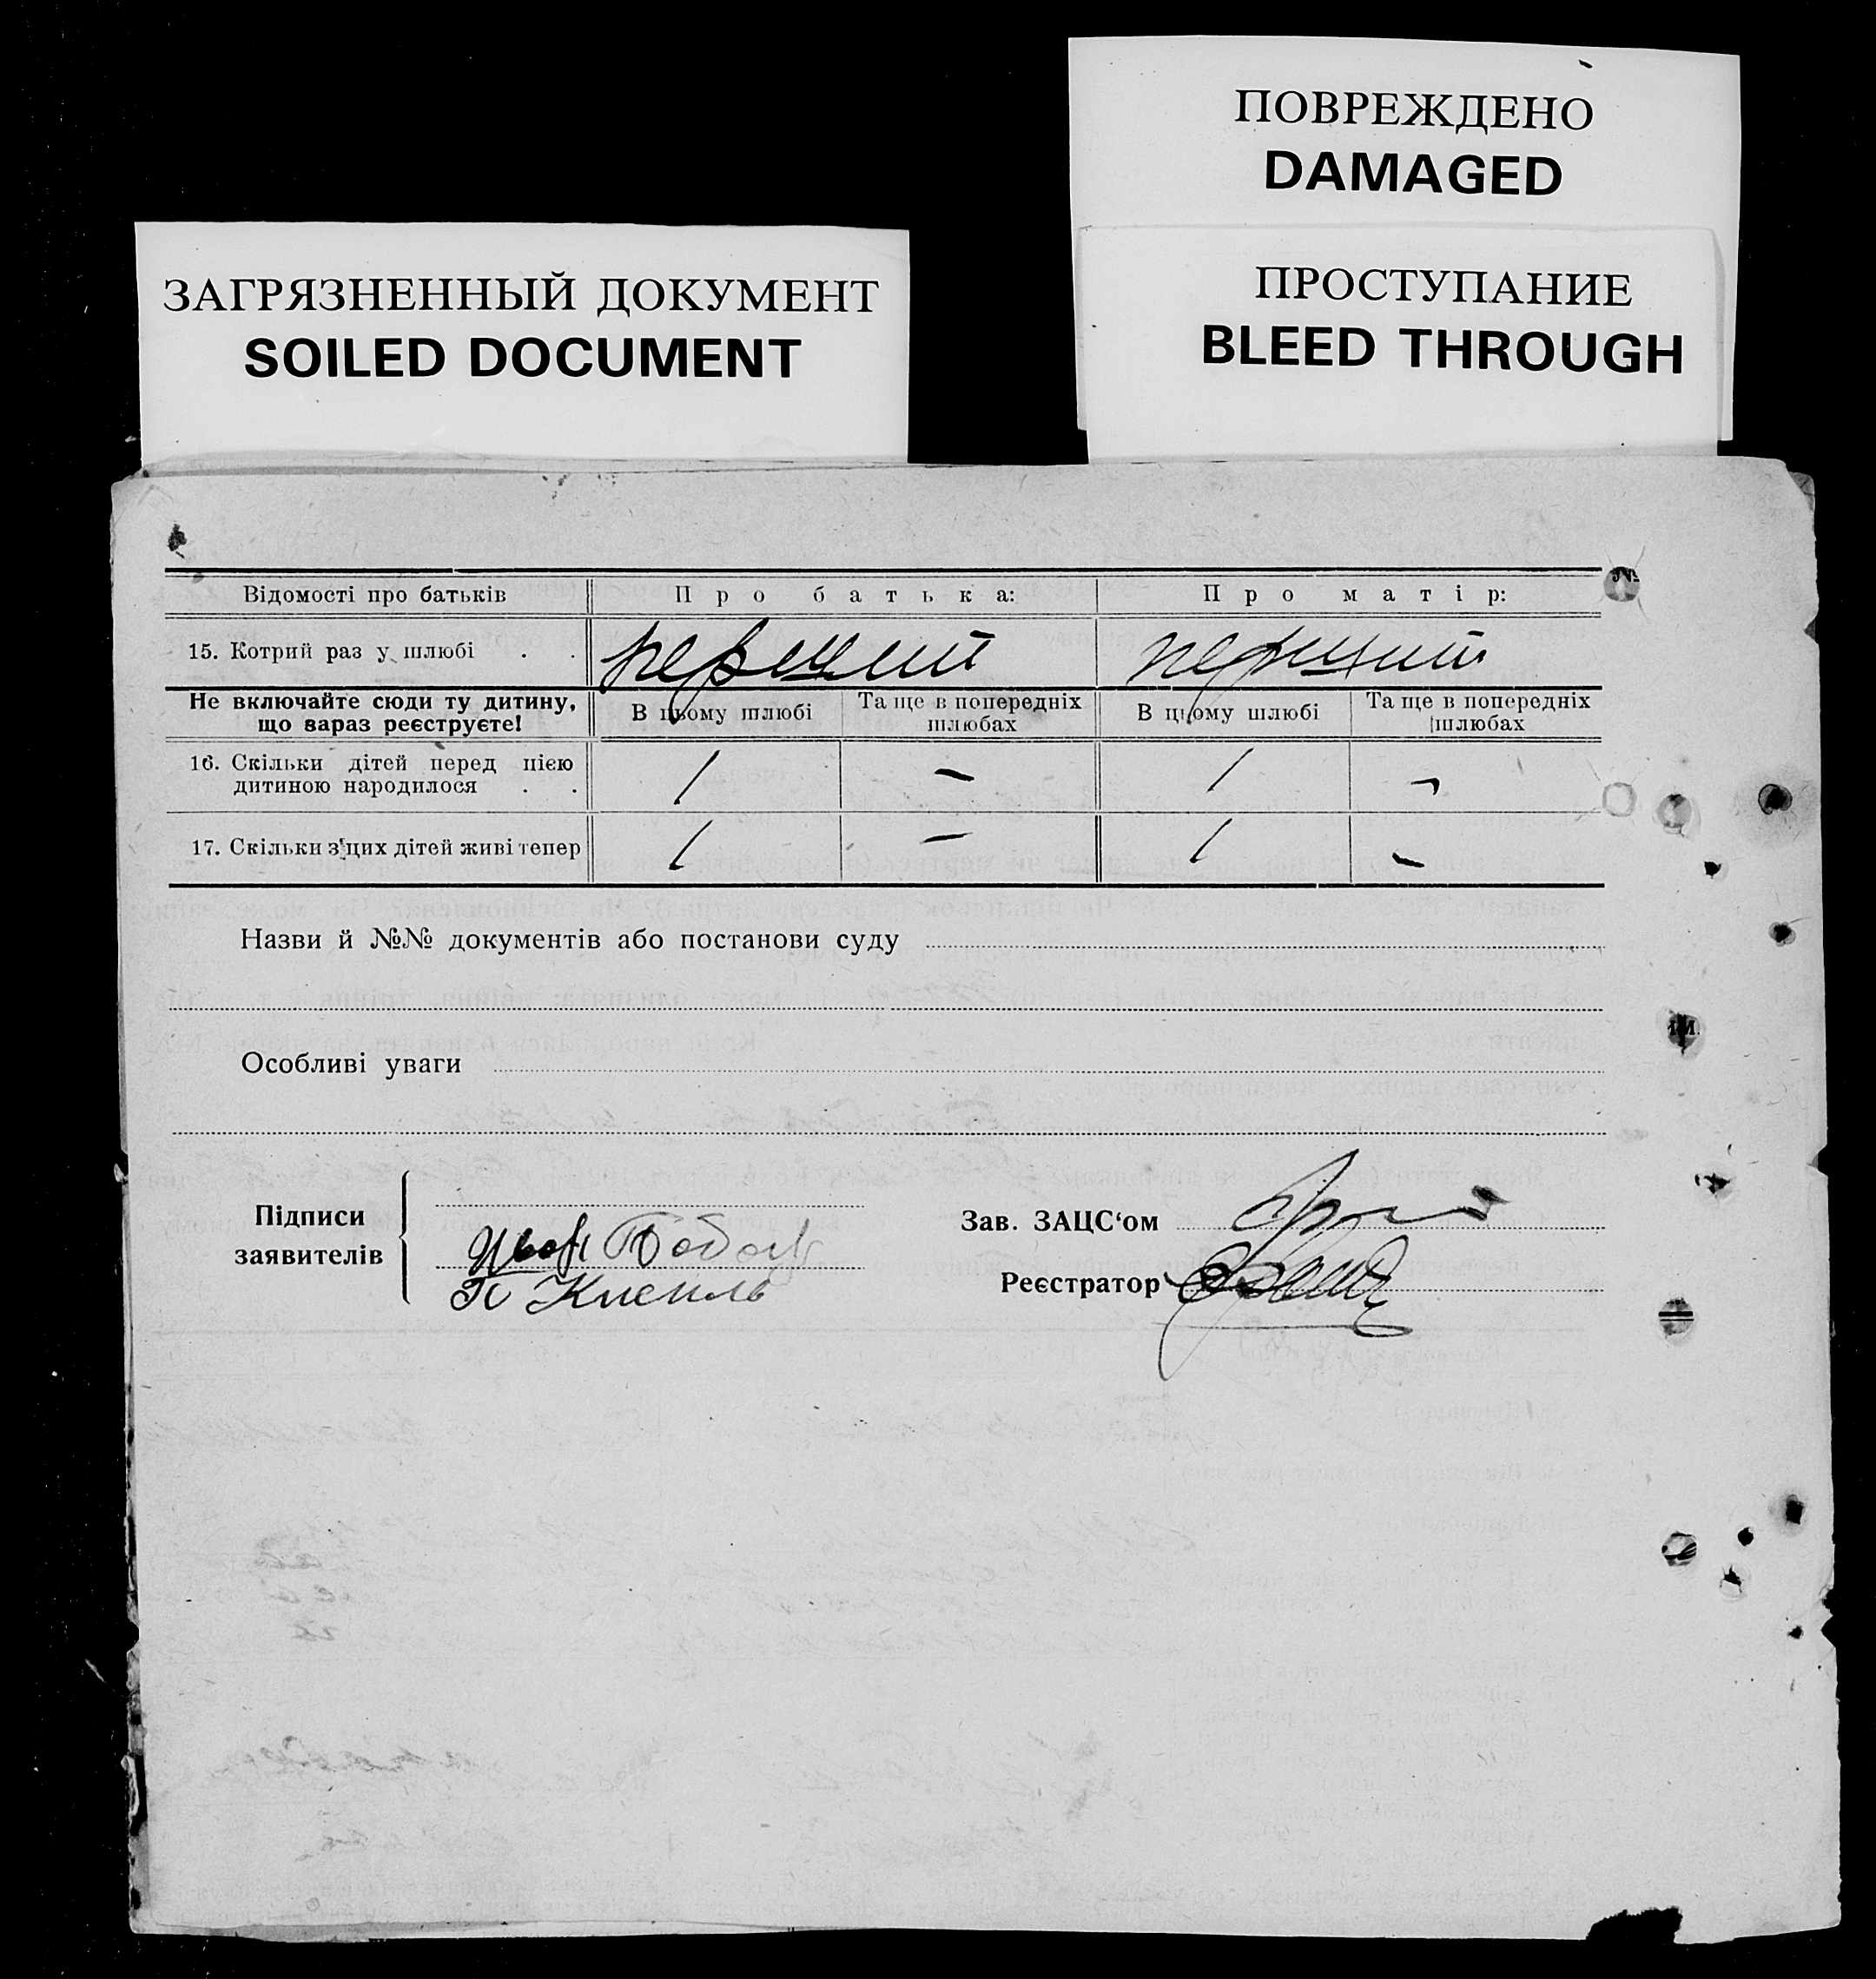 ПОВРЕЖДЕНО
DAMAGED
ЗАГРЯЗНЕННЫЙ ДОКУМЕНТ
SOILED DOCUMENT
ПРОСТУПАНИЕ
BLEED THROUGH
Відомості про батьків Про батька: Про матір:
15. Котрий раз у шлюбі . . первший перший
Не включайте сюди ту дитину, що зараз реєструєте!
В цьому шлюбі Та ще в попередніх шлюбах В цьому шлюбі Та ще в попередніх шлюбах
16. Скільки дітей перед цією
дитиною народилося . . 1 — 1 —
17. Скільки з цих дітей живі тепер 1 — 1 —
Назви й №№ документів або постанови суду
Особливі уваги
Підписи
заявителів
Зав. ЗАЦС‘ом
Реєстратор